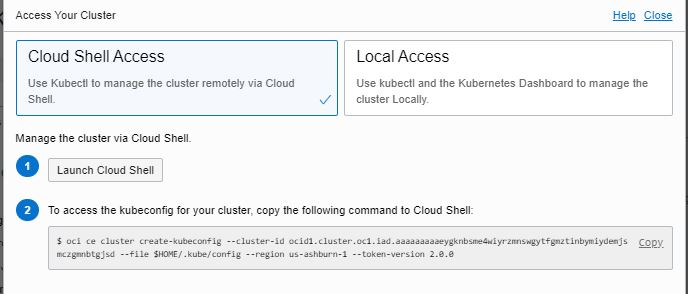 Access Your Cluster
Help Close
Cloud Shell Access
Use Kubectl to manage the cluster remotely via Cloud
Shell.
Local Access
Use kubectl and the Kubernetes Dashboard to manage the
cluster Locally.
Manage the cluster via Cloud Shell.
1 Launch Cloud Shell
2 To access the kubeconfig for your cluster, copy the following command to Cloud Shell:
$ oci ce cluster create-kubeconfig --cluster-id ocid1.cluster.oc1.iad.aaaaaaaaaeygknbsme4wiyrzmnswgytfgmztinbymiydemjs Copy
mczgmnbtgjsd --file $HOME/.kube/config --region us-ashburn-1 --token-version 2.0.0